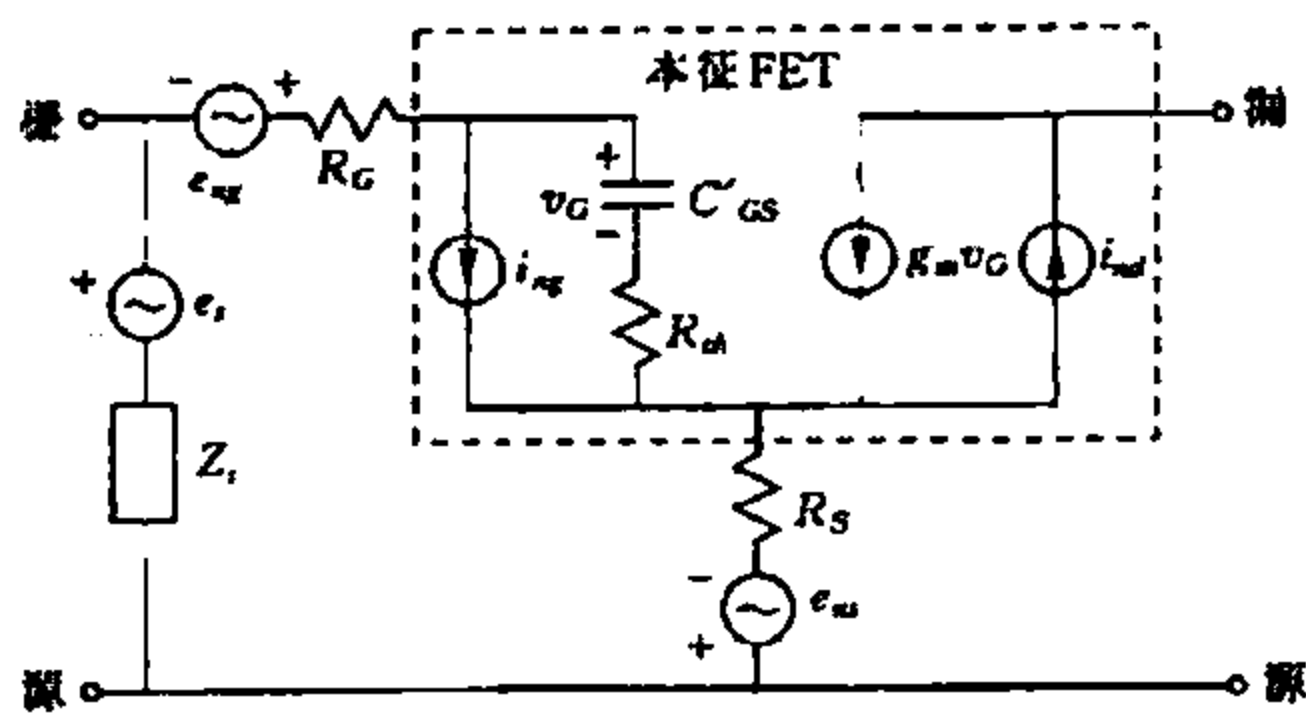 本征FET
栅
- +
e_ng
R_G
漏
+
v_G
C'_GS
-
i_ng
g_m v_G
i_nd
+
e_s
R_ch
Z_s
R_S
-
e_ns
+
源
源